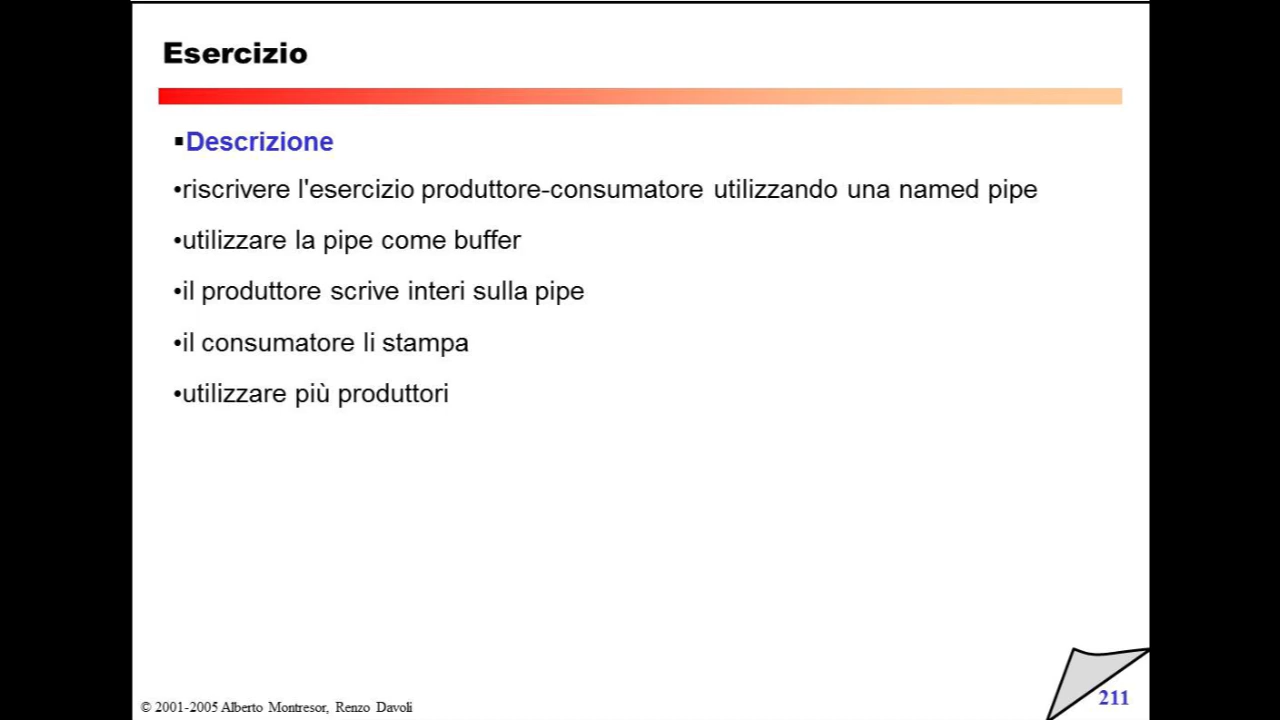 Esercizio
▪Descrizione
•riscrivere l'esercizio produttore-consumatore utilizzando una named pipe
•utilizzare la pipe come buffer
•il produttore scrive interi sulla pipe
•il consumatore li stampa
•utilizzare più produttori
© 2001-2005 Alberto Montresor, Renzo Davoli
211